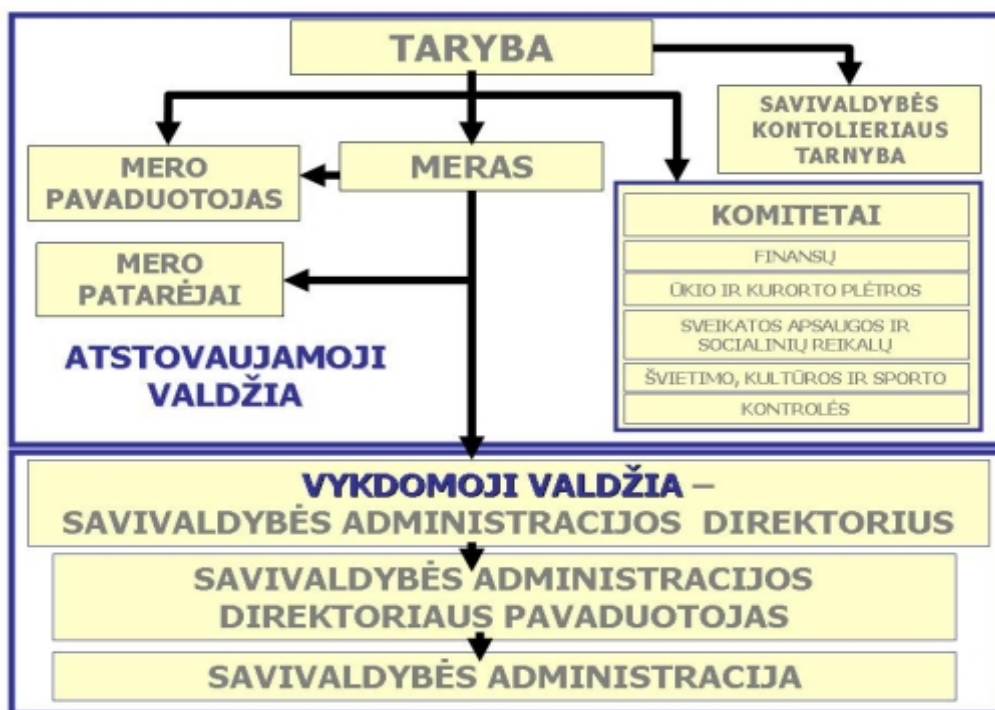 TARYBA
SAVIVALDYBĖS
KONTOLIERIAUS
TARNYBA
MERO
PAVADUOTOJAS
MERAS
KOMITETAI
FINANSŲ
ŪKIO IR KURORTO PLĖTROS
SVEIKATOS APSAUGOS IR
SOCIALINIŲ REIKALŲ
ŠVIETIMO, KULTŪROS IR SPORTO
KONTROLĖS
MERO
PATARĖJAI
ATSTOVAUJAMOJI
VALDŽIA
VYKDOMOJI VALDŽIA –
SAVIVALDYBĖS ADMINISTRACIJOS DIREKTORIUS
SAVIVALDYBĖS ADMINISTRACIJOS
DIREKTORIAUS PAVADUOTOJAS
SAVIVALDYBĖS ADMINISTRACIJA